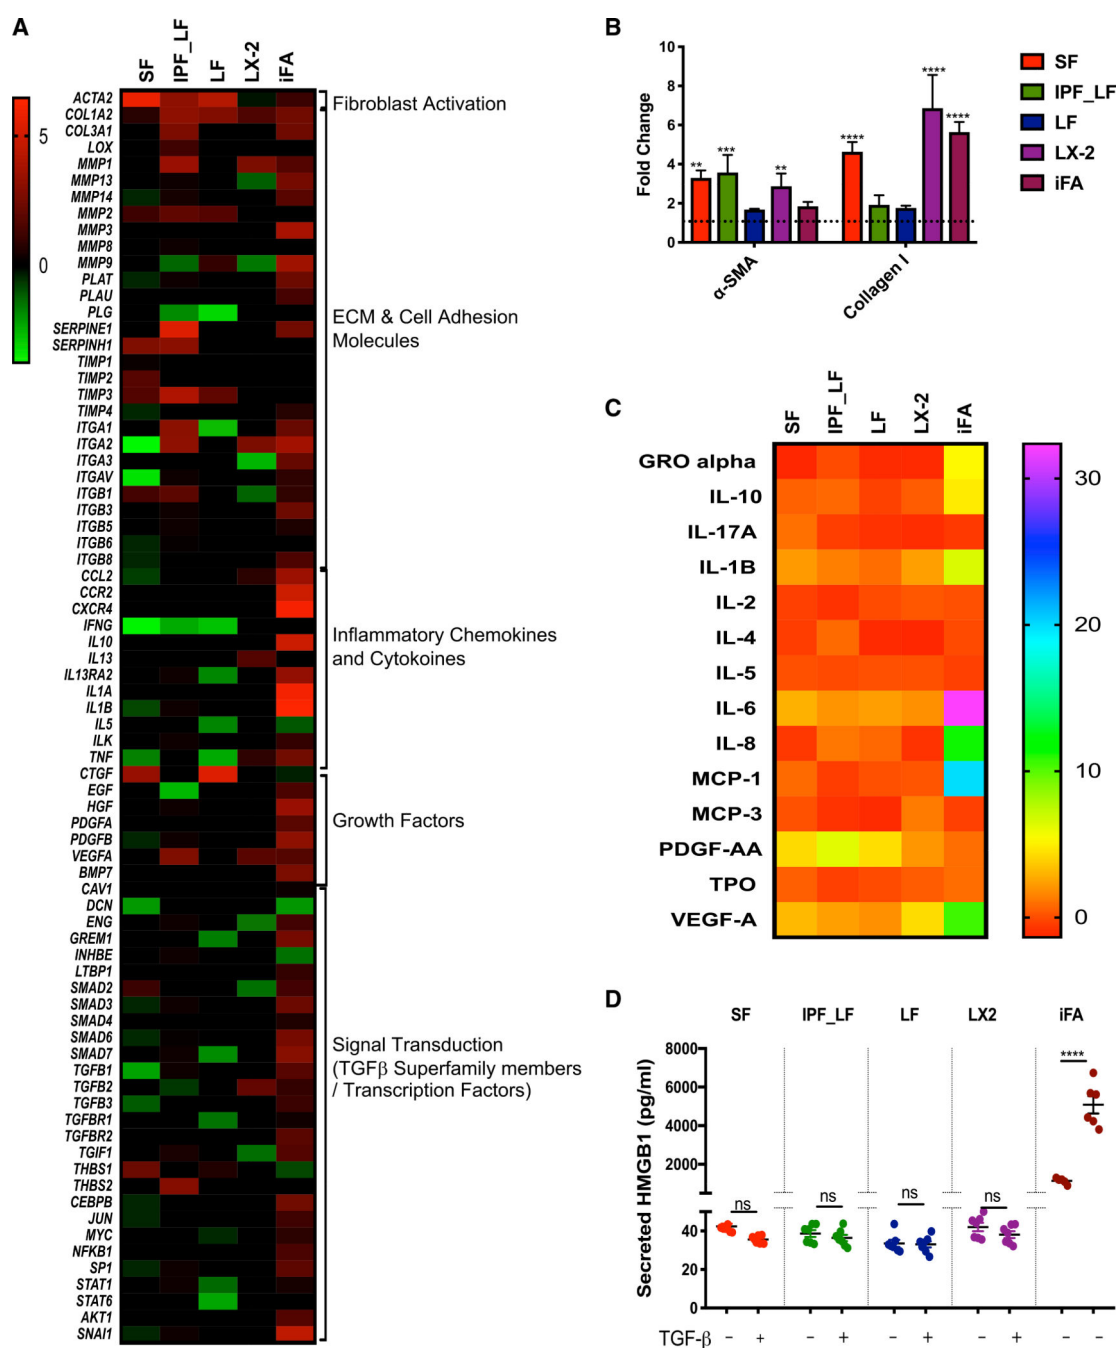 A
SF
IPF_LF
LF
LX-2
iFA
5
0
ACTA2
COL1A2
COL3A1
LOX
MMP1
MMP13
MMP14
MMP2
MMP3
MMP8
MMP9
PLAT
PLAU
PLG
SERPINE1
SERPINH1
TIMP1
TIMP2
TIMP3
TIMP4
ITGA1
ITGA2
ITGA3
ITGAV
ITGB1
ITGB3
ITGB5
ITGB6
ITGB8
CCL2
CCR2
CXCR4
IFNG
IL10
IL13
IL13RA2
IL1A
IL1B
IL5
ILK
TNF
CTGF
EGF
HGF
PDGFA
PDGFB
VEGFA
BMP7
CAV1
DCN
ENG
GREM1
INHBE
LTBP1
SMAD2
SMAD3
SMAD4
SMAD6
SMAD7
TGFB1
TGFB2
TGFB3
TGFBR1
TGFBR2
TGIF1
THBS1
THBS2
CEBPB
JUN
MYC
NFKB1
SP1
STAT1
STAT6
AKT1
SNAI1
Fibroblast Activation
ECM & Cell Adhesion
Molecules
Inflammatory Chemokines
and Cytokoines
Growth Factors
Signal Transduction
(TGFβ Superfamily members
/ Transcription Factors)
B
Fold Change
10
8
6
4
2
0
** *** ** **** **** ****
α-SMA
Collagen I
SF
IPF_LF
LF
LX-2
iFA
C
SF
IPF_LF
LF
LX-2
iFA
GRO alpha
IL-10
IL-17A
IL-1B
IL-2
IL-4
IL-5
IL-6
IL-8
MCP-1
MCP-3
PDGF-AA
TPO
VEGF-A
30
20
10
0
D
SF IPF_LF LF LX2 iFA
Secreted HMGB1 (pg/ml)
8000
6000
4000
2000
40
20
0
ns ns ns ns ****
TGF-β − + − + − + − + − −